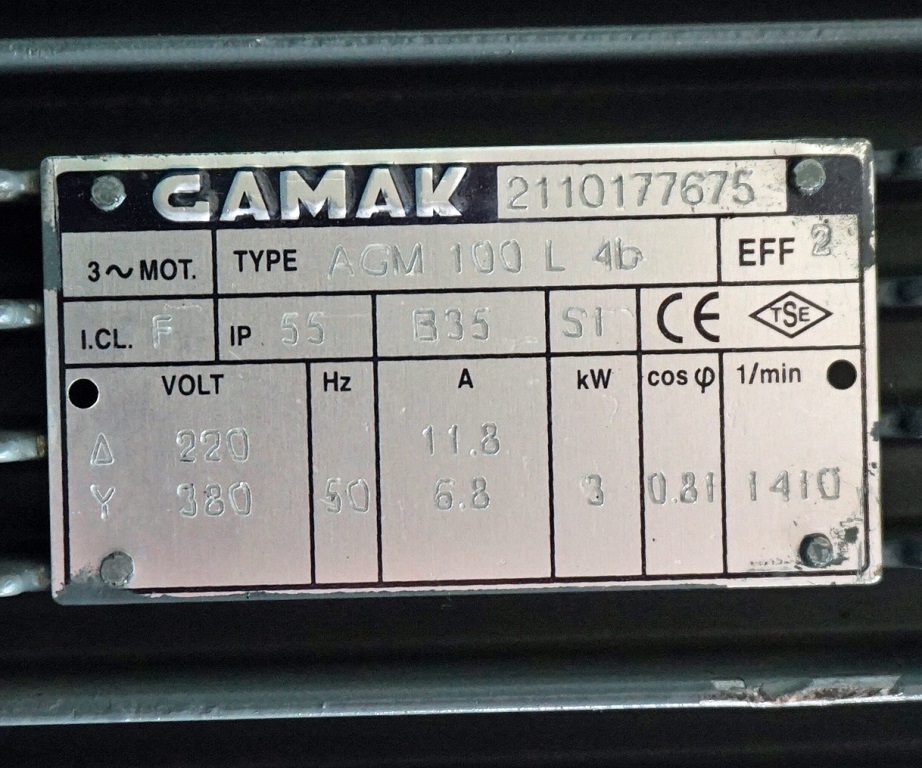 GAMAK 2110177675
3~MOT. TYPE AGM 100 L 4b EFF 2
I.CL. F IP 55 B35 S1 CE TSE
VOLT Hz A kW cos φ 1/min
Δ 220 11.8
Y 380 50 6.8 3 0.81 1410